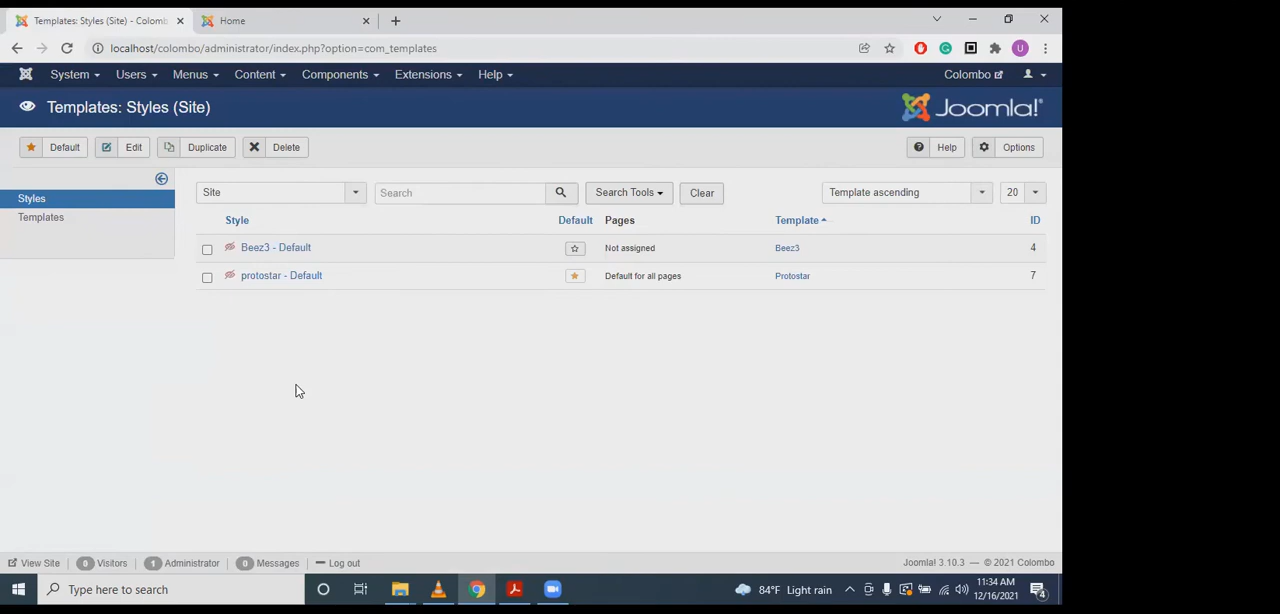 Templates: Styles (Site) - Colomb
Home
localhost/colombo/administrator/index.php?option=com_templates
U
System Users Menus Content Components Extensions Help Colombo
Templates: Styles (Site)
Joomla!®
Default Edit Duplicate Delete Help Options
Styles
Templates
Site Search Search Tools Clear Template ascending 20
Style Default Pages Template ID
Beez3 - Default Not assigned Beez3 4
protostar - Default Default for all pages Protostar 7
View Site 0 Visitors 1 Administrator 0 Messages Log out Joomla! 3.10.3 — © 2021 Colombo
Type here to search 84°F Light rain 11:34 AM
12/16/2021
4